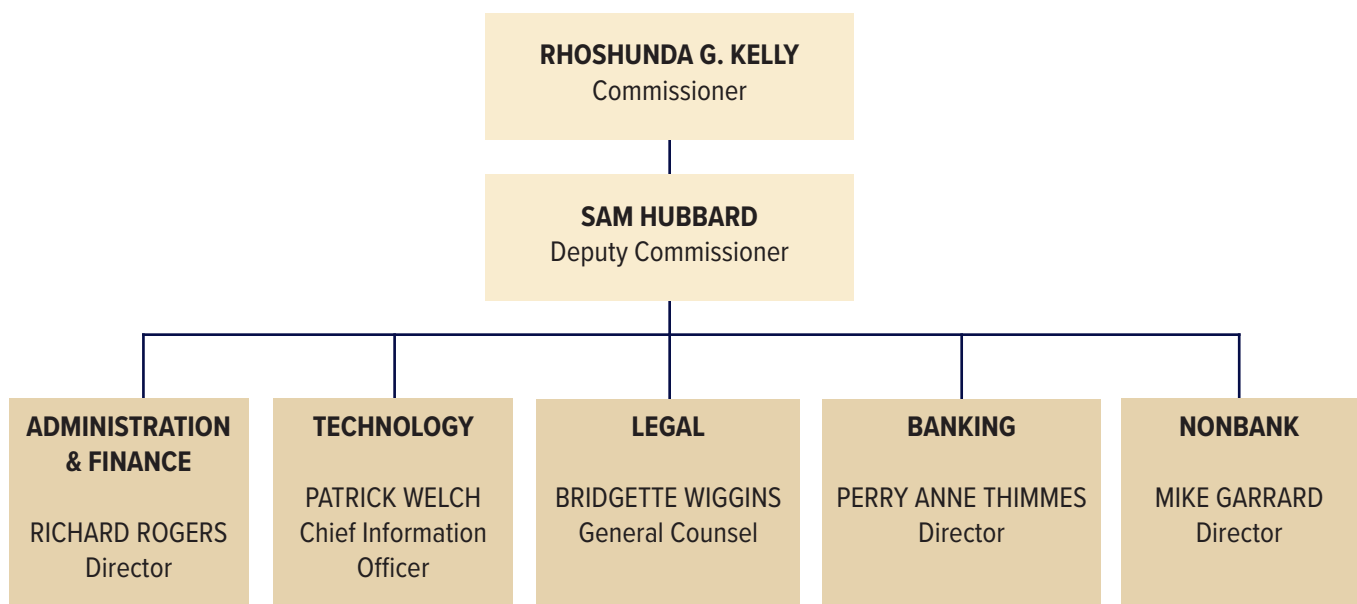 RHOSHUNDA G. KELLY
Commissioner
SAM HUBBARD
Deputy Commissioner
ADMINISTRATION
& FINANCE
RICHARD ROGERS
Director
TECHNOLOGY
PATRICK WELCH
Chief Information
Officer
LEGAL
BRIDGETTE WIGGINS
General Counsel
BANKING
PERRY ANNE THIMMES
Director
NONBANK
MIKE GARRARD
Director